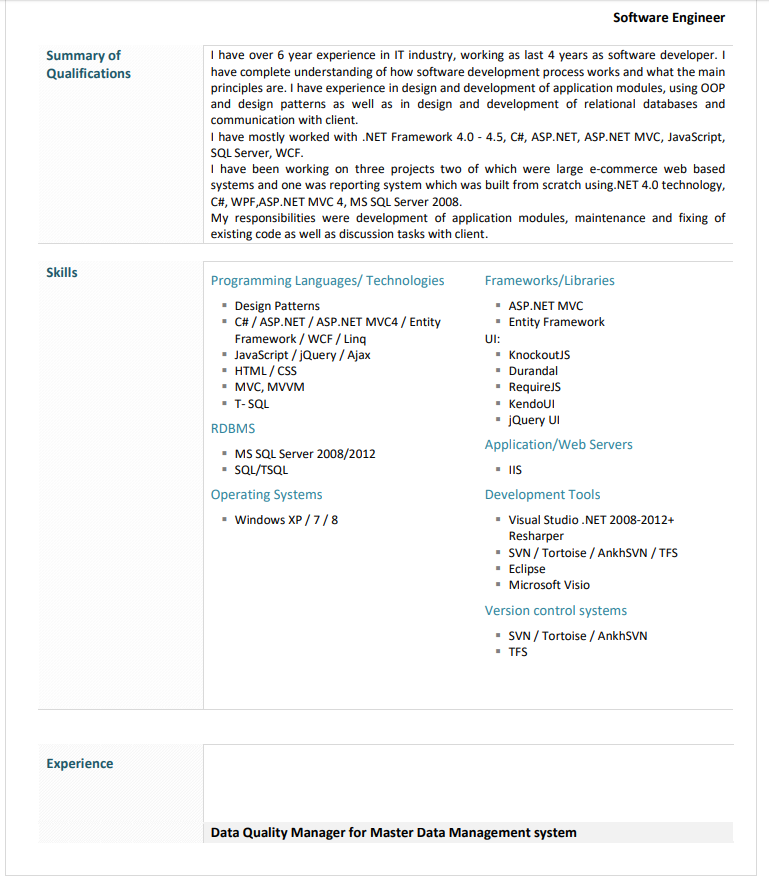 Software Engineer
Summary of
Qualifications
I have over 6 year experience in IT industry, working as last 4 years as software developer. I
have complete understanding of how software development process works and what the main
principles are. I have experience in design and development of application modules, using OOP
and design patterns as well as in design and development of relational databases and
communication with client.
I have mostly worked with .NET Framework 4.0 - 4.5, C#, ASP.NET, ASP.NET MVC, JavaScript,
SQL Server, WCF.
I have been working on three projects two of which were large e-commerce web based
systems and one was reporting system which was built from scratch using.NET 4.0 technology,
C#, WPF,ASP.NET MVC 4, MS SQL Server 2008.
My responsibilities were development of application modules, maintenance and fixing of
existing code as well as discussion tasks with client.
Skills
Programming Languages/ Technologies
Design Patterns
C# / ASP.NET / ASP.NET MVC4 / Entity
Framework / WCF / Linq
JavaScript / jQuery / Ajax
HTML / CSS
MVC, MVVM
T- SQL
RDBMS
MS SQL Server 2008/2012
SQL/TSQL
Operating Systems
Windows XP / 7 / 8
Frameworks/Libraries
ASP.NET MVC
Entity Framework
UI:
KnockoutJS
Durandal
RequireJS
KendoUI
jQuery UI
Application/Web Servers
IIS
Development Tools
Visual Studio .NET 2008-2012+
Resharper
SVN / Tortoise / AnkhSVN / TFS
Eclipse
Microsoft Visio
Version control systems
SVN / Tortoise / AnkhSVN
TFS
Experience
Data Quality Manager for Master Data Management system